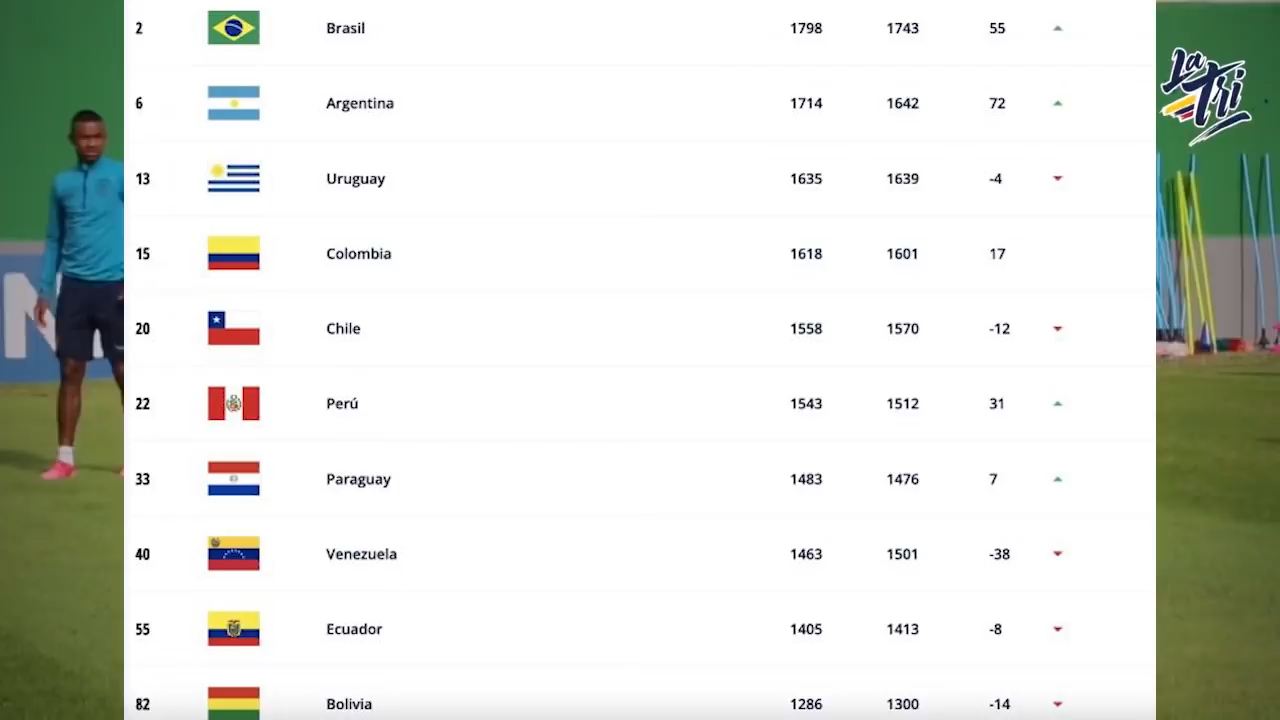 2 Brasil 1798 1743 55
La
Tri
6 Argentina 1714 1642 72
13 Uruguay 1635 1639 -4
15 Colombia 1618 1601 17
20 Chile 1558 1570 -12
N
22 Perú 1543 1512 31
33 Paraguay 1483 1476 7
40 Venezuela 1463 1501 -38
55 Ecuador 1405 1413 -8
82 Bolivia 1286 1300 -14